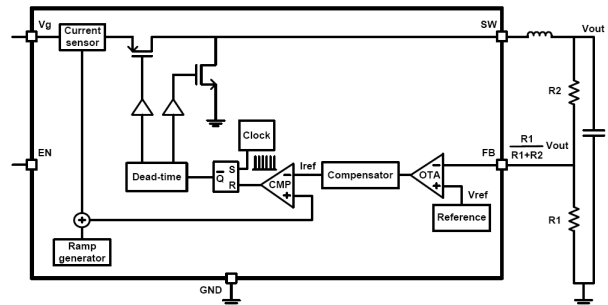 Vg
Current
sensor
SW
Vout
R2
Clock
R1
R1+R2
Vout
EN
Iref
FB
Dead-time
Q
S
R
CMP
Compensator
OTA
Vref
Reference
R1
Ramp
generator
GND